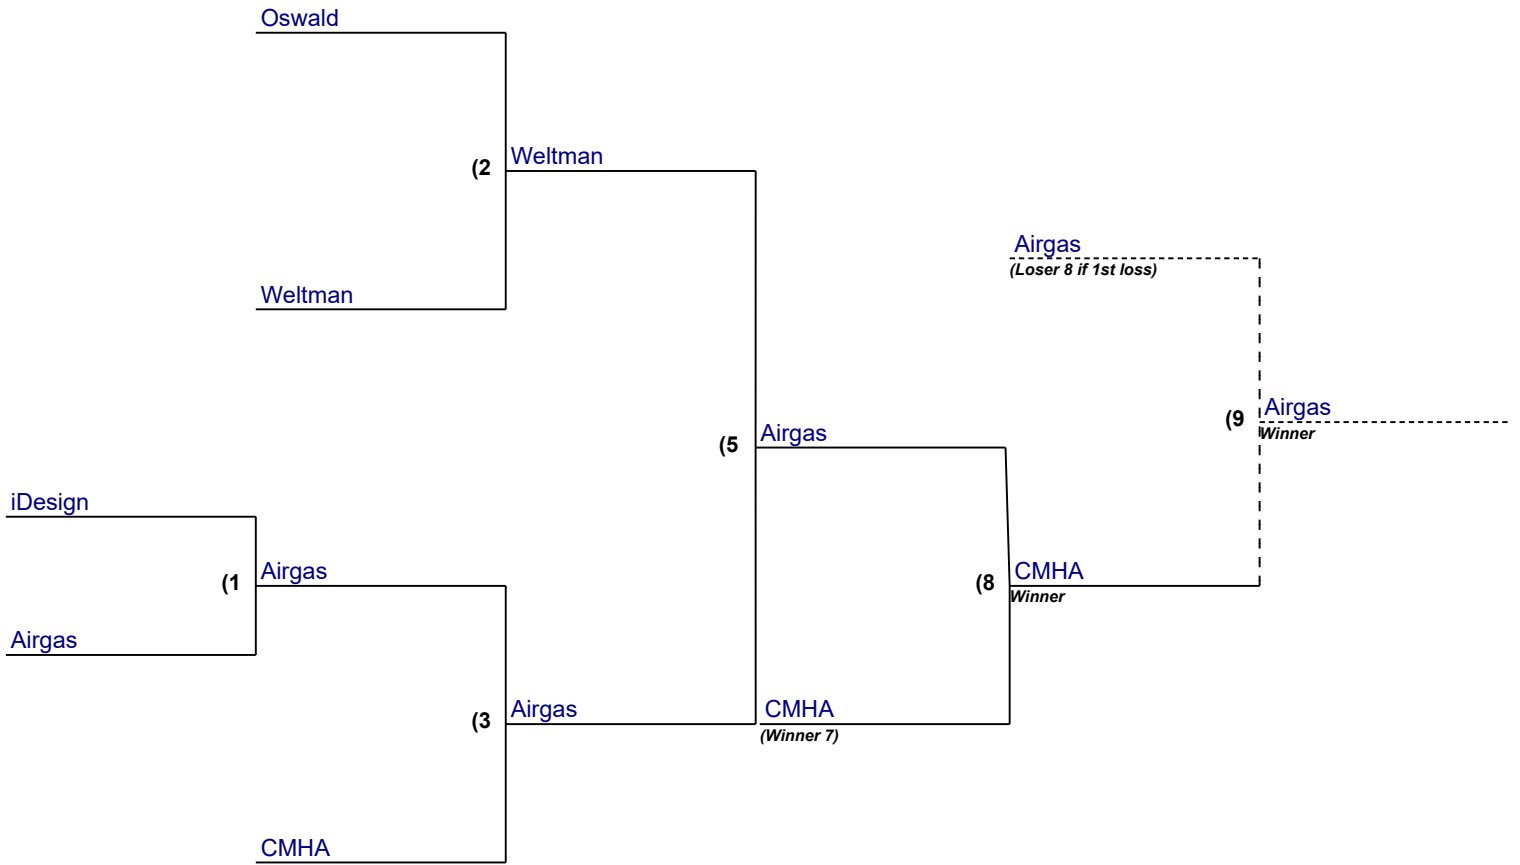 Oswald
(2
Weltman
Weltman
Airgas
(Loser 8 if 1st loss)
(9
Airgas
Winner
(5
Airgas
iDesign
(1
Airgas
Airgas
(8
CMHA
Winner
(3
Airgas
CMHA
(Winner 7)
CMHA